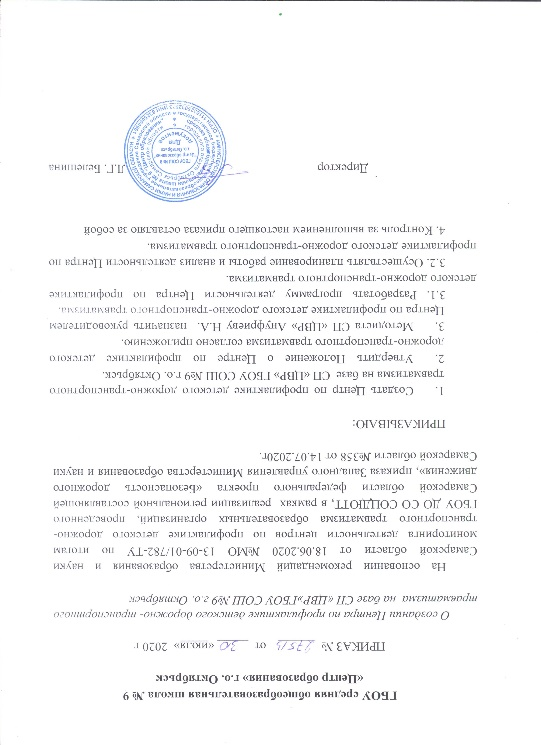 ГБОУ средняя общеобразовательная школа № 9
«Центр образования» г.о. Октябрьск
ПРИКАЗ № 275/4 от 30 «июля» 2020 г
О создании Центра по профилактике детского дорожно- транспортного
травматизма на базе СП «ЦВР»ГБОУ СОШ №9 г.о. Октябрьск
На основании рекомендаций Министерства образования и науки
Самарской области от 18.06.2020 №МО 13-09-01/782-ТУ по итогам
мониторинга деятельности центров по профилактике детского дорожно-
транспортного травматизма образовательных организаций, проведенного
ГБОУ ДО СО СОЦДЮТТ, в рамках реализации региональной составляющей
Самарской области федерального проекта «Безопасность дорожного
движения», приказа Западного управления Министерства образования и науки
Самарской области №358 от 14.07.2020г.
ПРИКАЗЫВАЮ:
1. Создать Центр по профилактике детского дорожно-транспортного
травматизма на базе СП «ЦВР» ГБОУ СОШ №9 г.о. Октябрьск.
2. Утвердить Положение о Центре по профилактике детского
дорожно-транспортного травматизма согласно приложению.
3. Методиста СП «ЦВР» Ануфриеву Н.А. назначить руководителем
Центра по профилактике детского дорожно-транспортного травматизма.
3.1. Разработать программу деятельности Центра по профилактике
детского дорожно-транспортного травматизма.
3.2. Осуществлять планирование работы и анализ деятельности Центра по
профилактике детского дорожно-транспортного травматизма.
4. Контроль за выполнением настоящего приказа оставляю за собой
Директор Л.Г. Вепешина
Для
документов